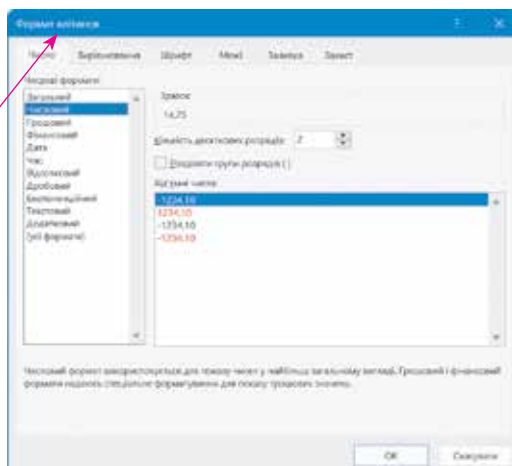 Формат клітинок
Число Вирівнювання Шрифт Межі Заливка Захист
Числові формати:
Загальний
Числовий
Грошовий
Фінансовий
Дата
Час
Відсотковий
Дробовий
Експоненційний
Текстовий
Додатковий
(усі формати)
Зразок
14,75
Кількість десяткових розрядів: 2
Розділяти групи розрядів ( )
Від'ємні числа:
-1234,10
1234,10
-1234,10
-1234,10
Числовий формат використовується для показу чисел у найбільш загальному вигляді. Грошовий і фінансовий
формати надають спеціальне форматування для показу грошових значень.
OK Скасувати